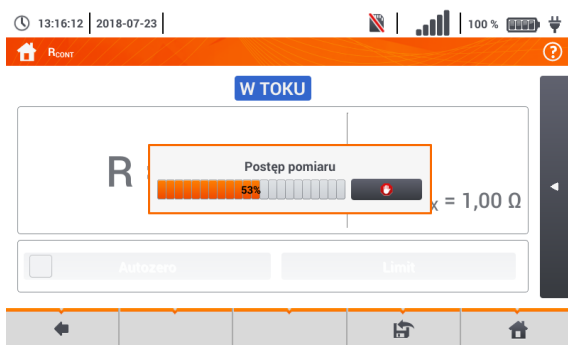 13:16:12 2018-07-23 100 %
RCONT ?
W TOKU
Postęp pomiaru
53%
R
x = 1,00 Ω
Autozero Limit